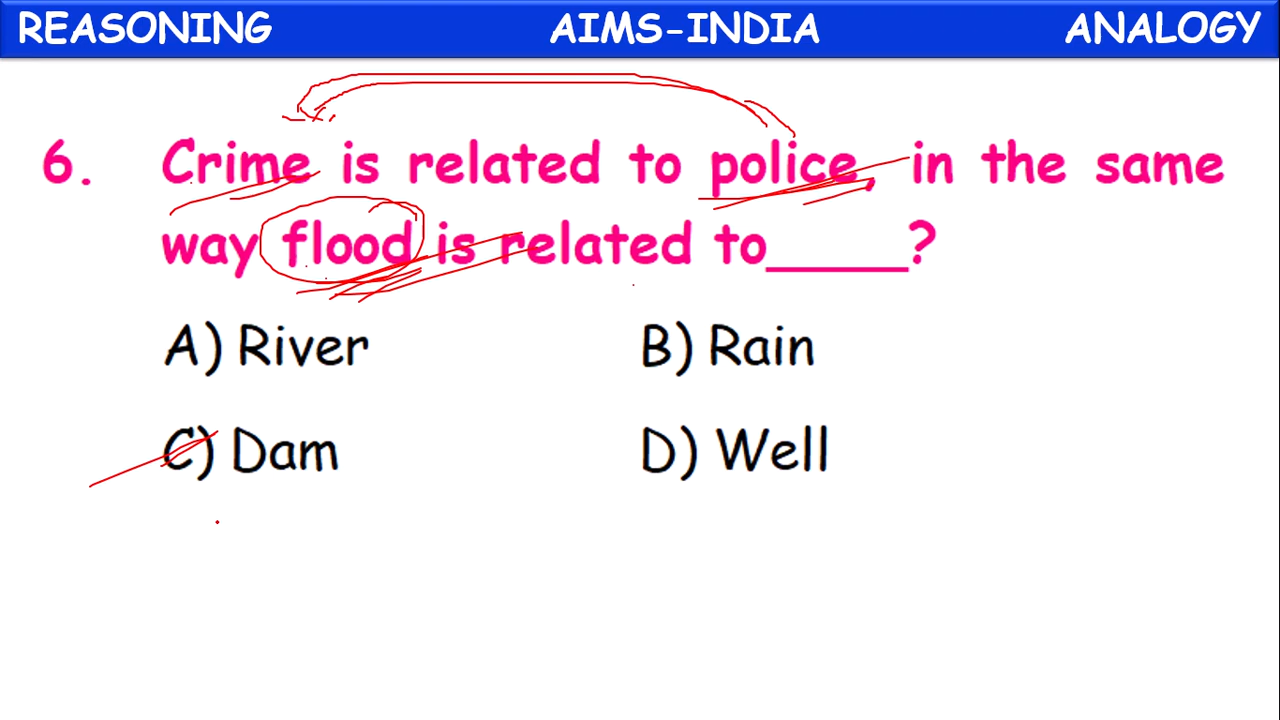 REASONING AIMS-INDIA ANALOGY
6. Crime is related to police, in the same
way flood is related to_____?
A) River B) Rain
C) Dam D) Well